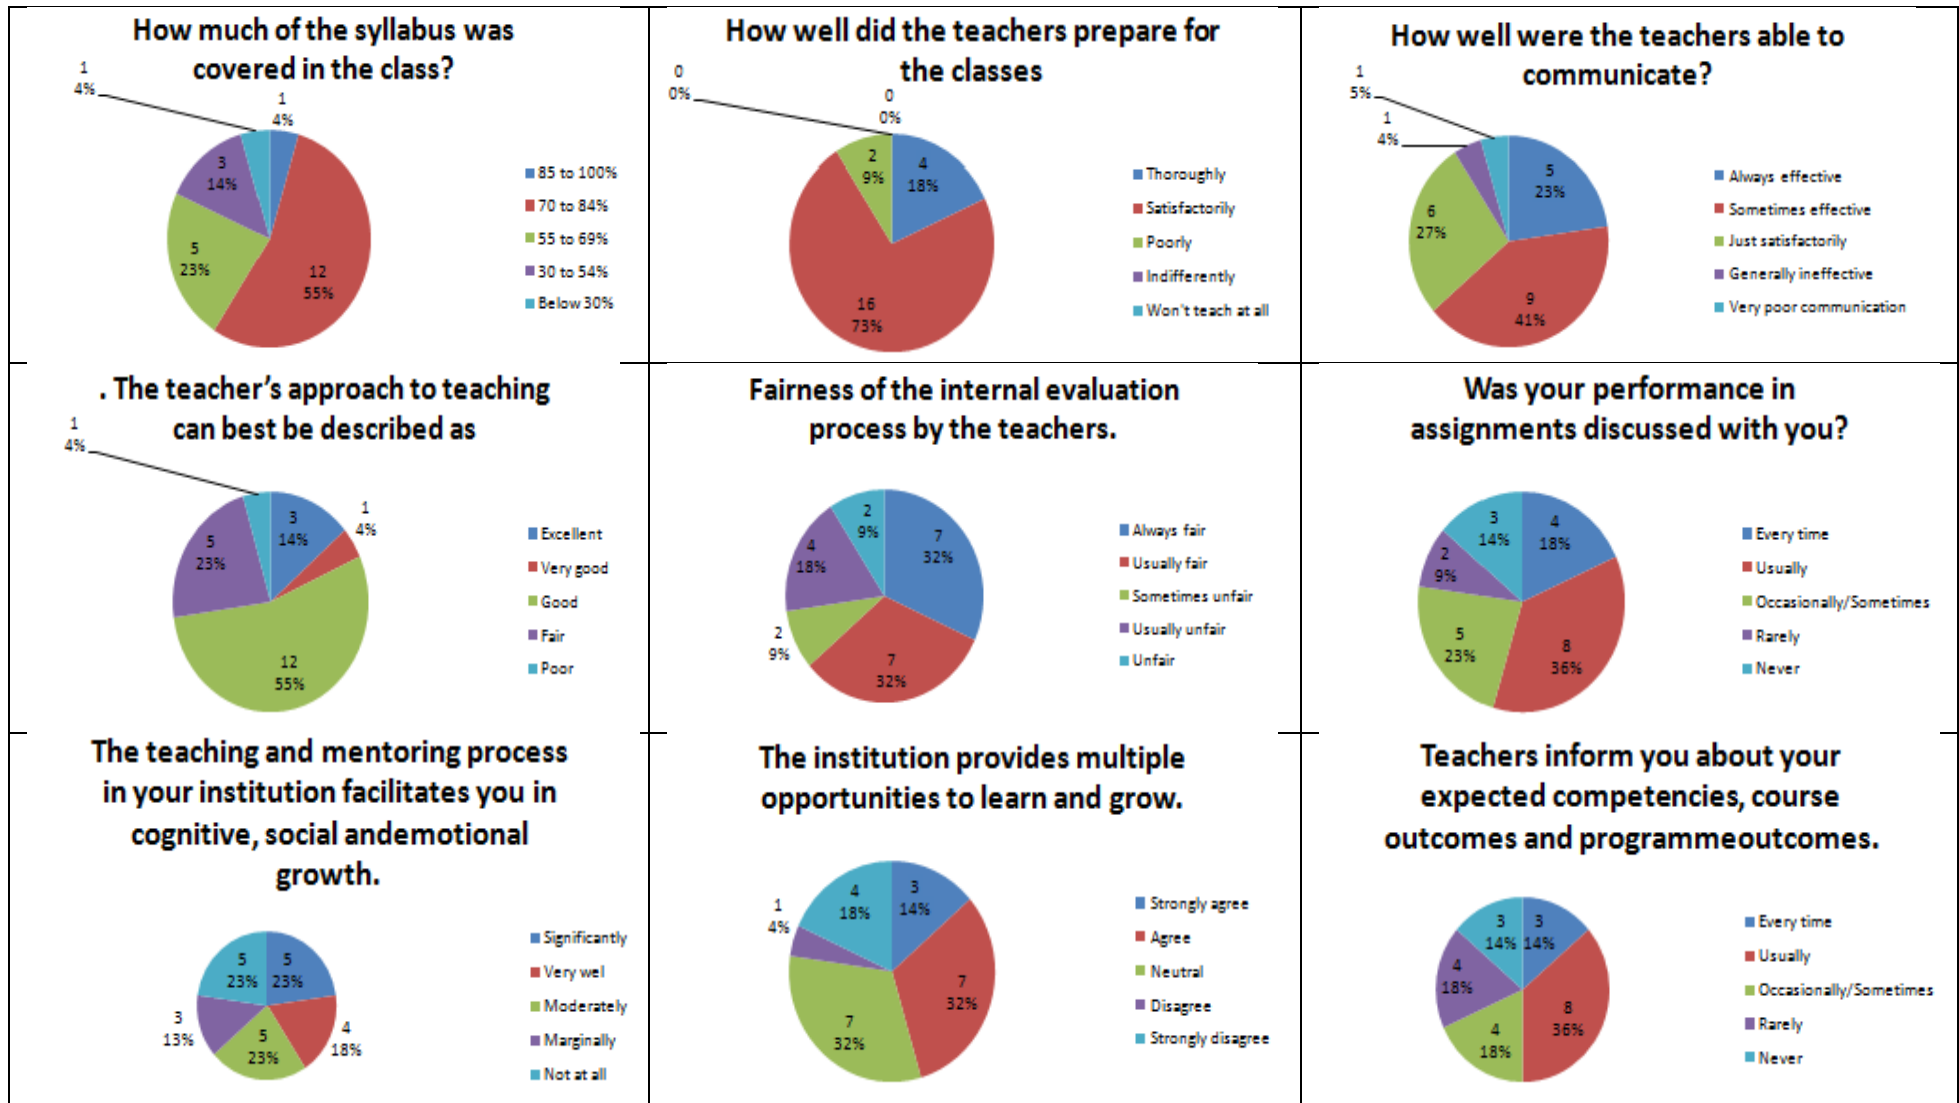 How much of the syllabus was
covered in the class?
1
4%
1
4%
3
14%
5
23%
12
55%
85 to 100%
70 to 84%
55 to 69%
30 to 54%
Below 30%
How well did the teachers prepare for
the classes
0
0%
0
0%
2
9%
4
18%
16
73%
Thoroughly
Satisfactorily
Poorly
Indifferently
Won't teach at all
How well were the teachers able to
communicate?
1
5%
1
4%
5
23%
6
27%
9
41%
Always effective
Sometimes effective
Just satisfactorily
Generally ineffective
Very poor communication
. The teacher’s approach to teaching
can best be described as
1
4%
3
14%
1
4%
5
23%
12
55%
Excellent
Very good
Good
Fair
Poor
Fairness of the internal evaluation
process by the teachers.
2
9%
7
32%
4
18%
2
9%
7
32%
Always fair
Usually fair
Sometimes unfair
Usually unfair
Unfair
Was your performance in
assignments discussed with you?
3
14%
4
18%
2
9%
5
23%
8
36%
Every time
Usually
Occasionally/Sometimes
Rarely
Never
The teaching and mentoring process
in your institution facilitates you in
cognitive, social andemotional
growth.
5
23%
5
23%
3
13%
5
23%
4
18%
Significantly
Very wel
Moderately
Marginally
Not at all
The institution provides multiple
opportunities to learn and grow.
4
18%
3
14%
1
4%
7
32%
7
32%
Strongly agree
Agree
Neutral
Disagree
Strongly disagree
Teachers inform you about your
expected competencies, course
outcomes and programmeoutcomes.
3
14%
3
14%
4
18%
4
18%
8
36%
Every time
Usually
Occasionally/Sometimes
Rarely
Never